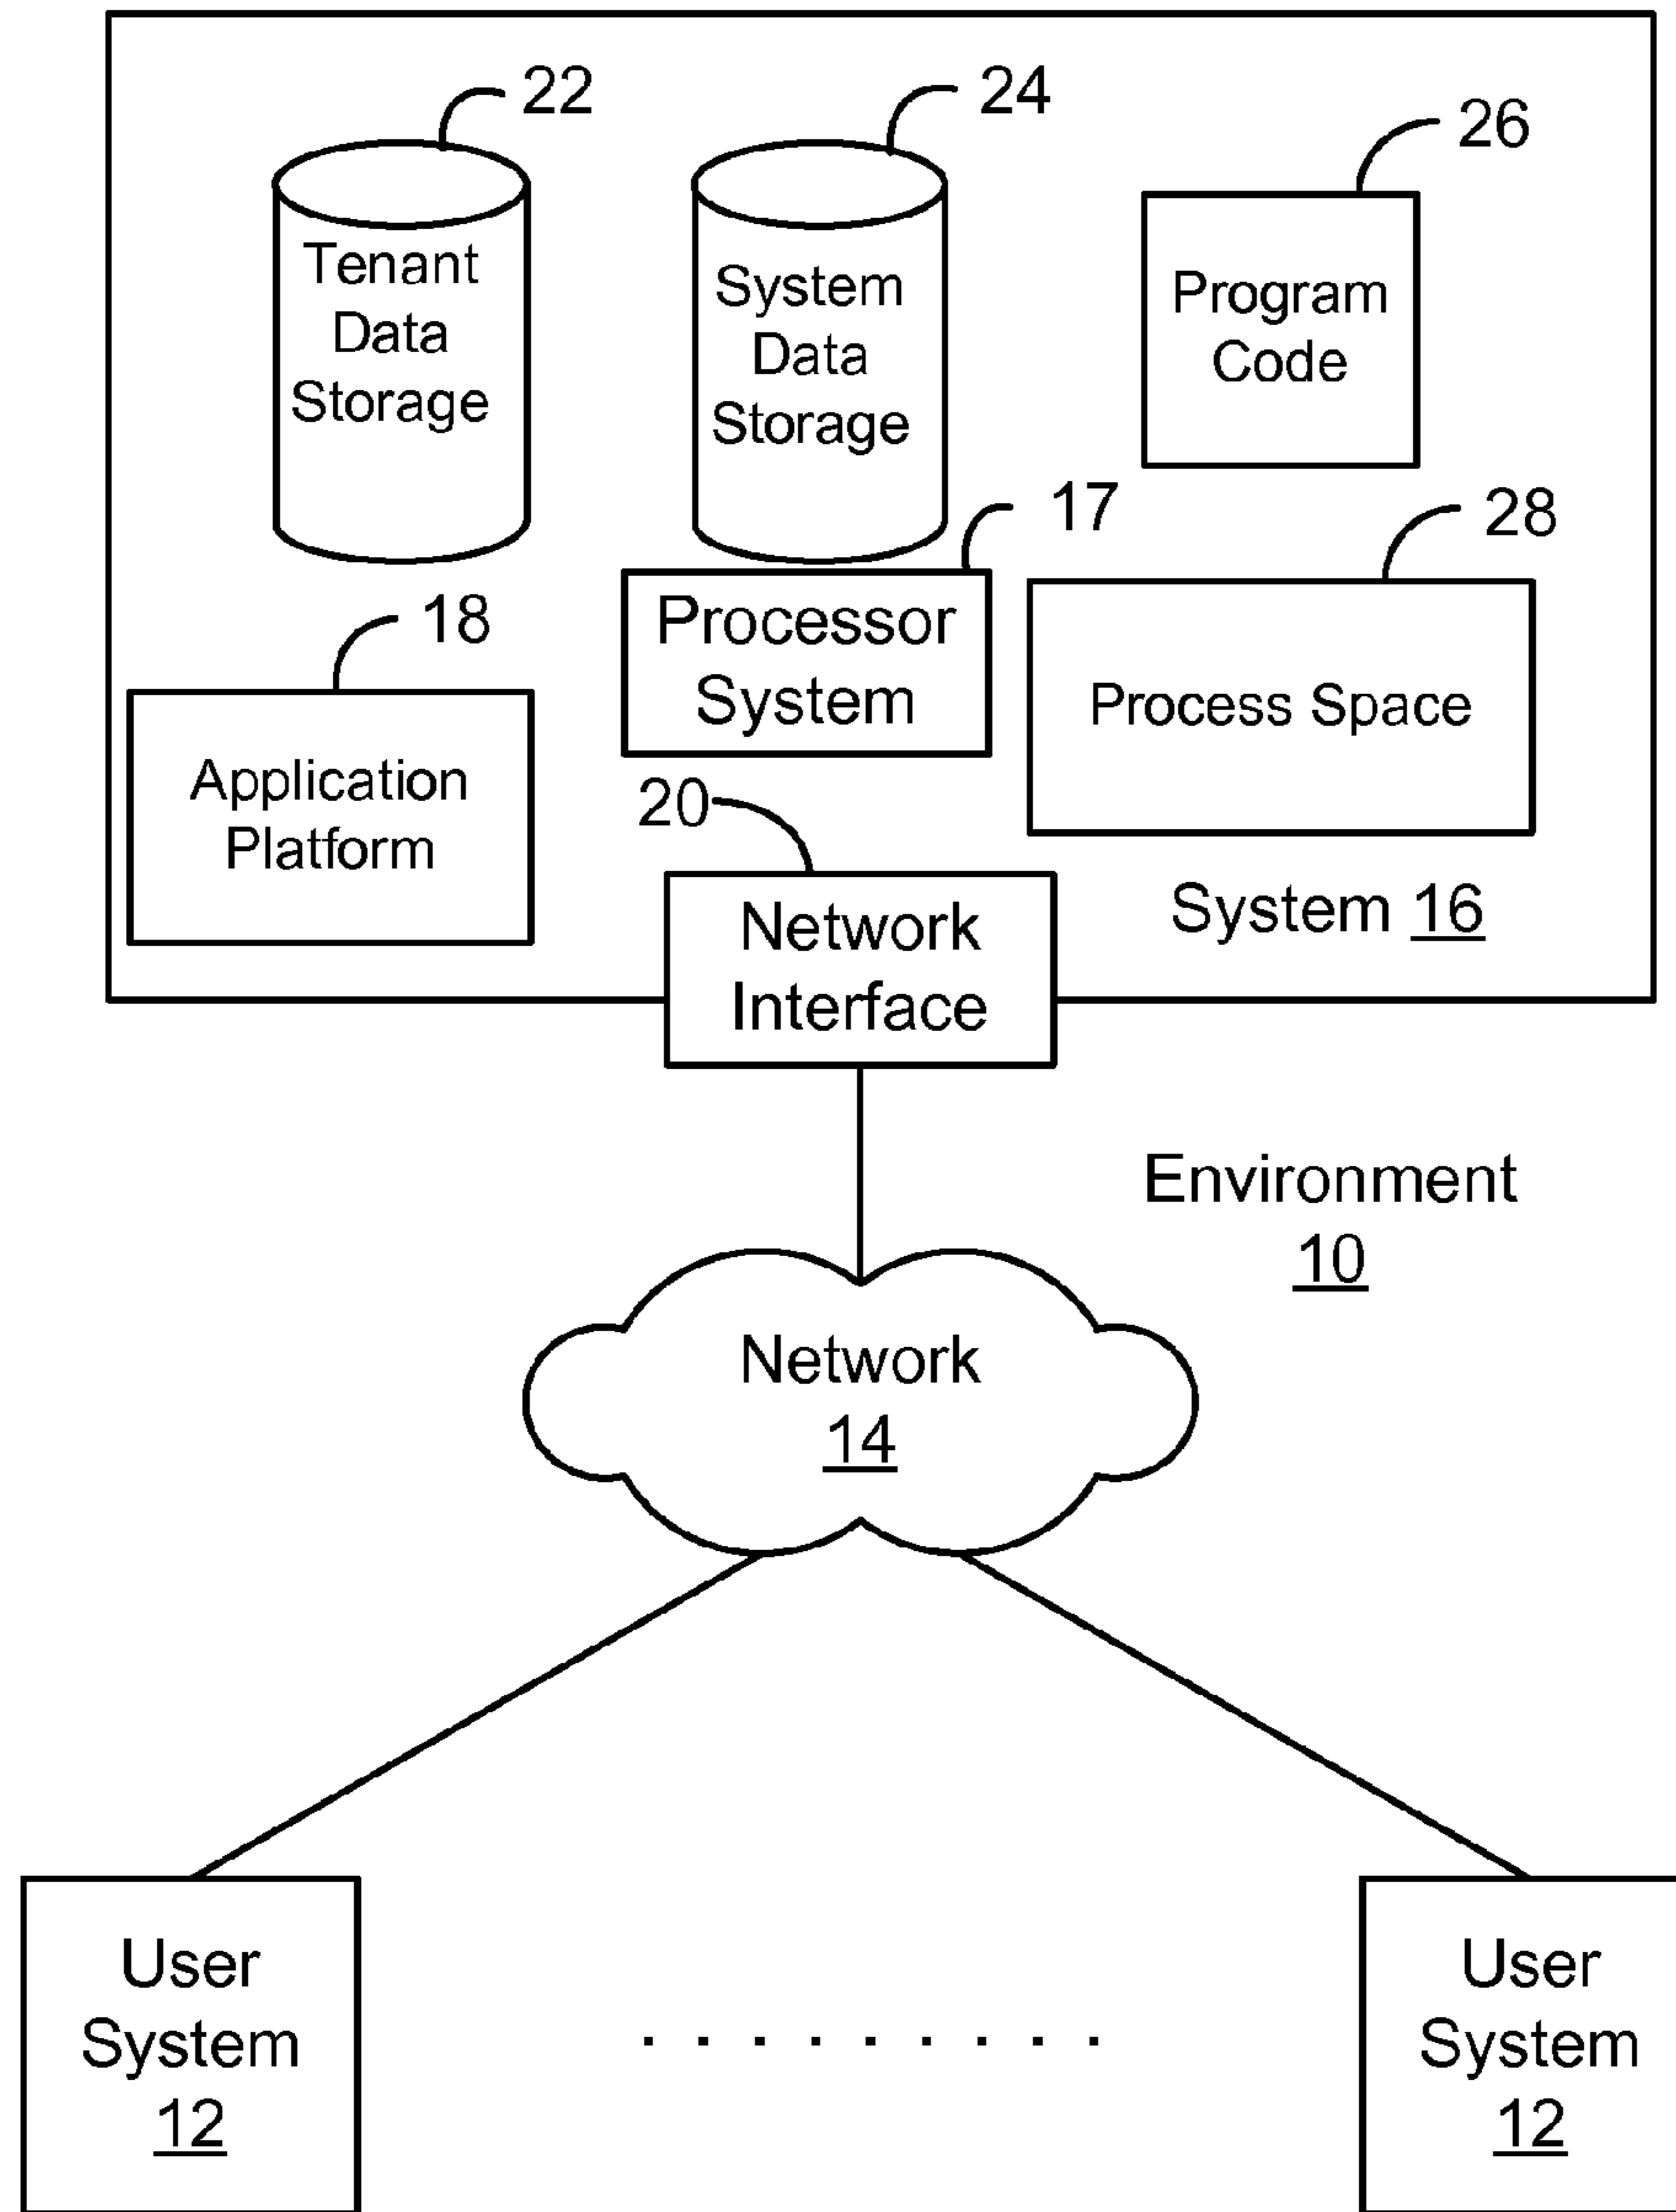 22
24
26
Tenant
Data
Storage
System
Data
Storage
Program
Code
17
28
18
Processor
System
Process Space
Application
Platform
20
Network
Interface
System 16
Environment
10
Network
14
User
System
12
. . . . . . . . .
User
System
12